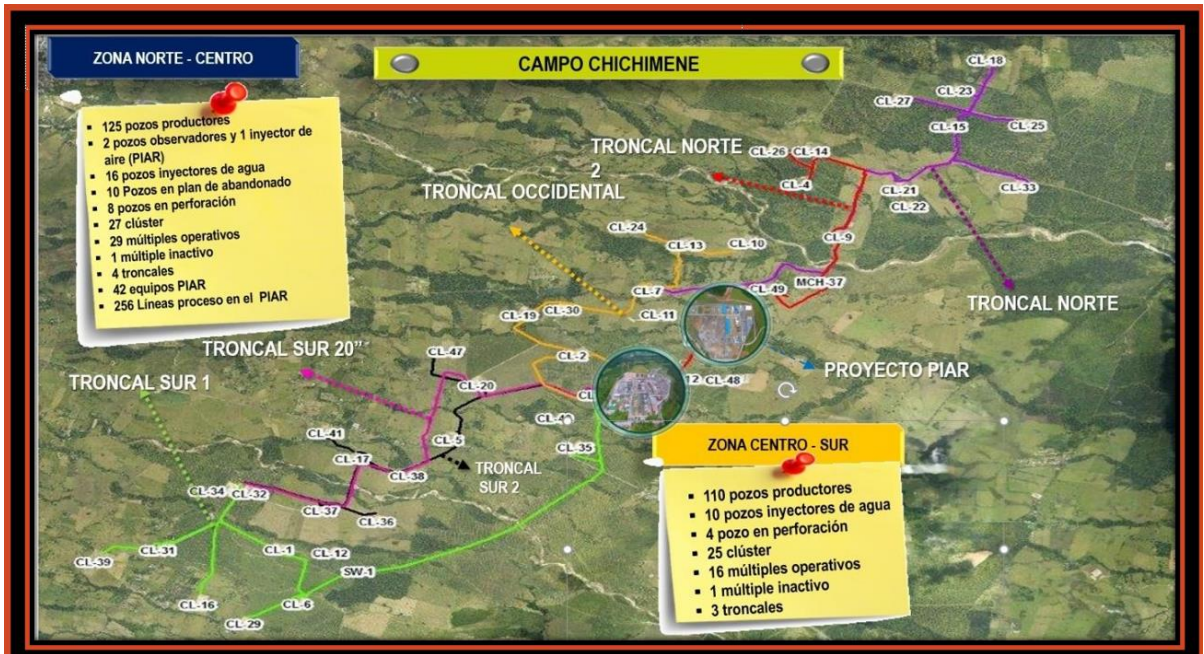 ZONA NORTE - CENTRO
CAMPO CHICHIMENE
125 pozos productores
2 pozos observadores y 1 inyector de
aire (PIAR)
16 pozos inyectores de agua
10 Pozos en plan de abandonado
8 pozos en perforación
27 clúster
29 múltiples operativos
1 múltiple inactivo
4 troncales
42 equipos PIAR
256 Líneas proceso en el PIAR
CL-18
CL-23
CL-27
CL-15
CL-25
TRONCAL NORTE
2
CL-26
CL-14
CL-4
CL-21
CL-22
CL-33
TRONCAL OCCIDENTAL
CL-24
CL-13
CL-10
CL-9
CL-7
CL-49
MCH-37
TRONCAL NORTE
CL-19
CL-30
CL-11
TRONCAL SUR 20"
CL-47
CL-2
PROYECTO PIAR
TRONCAL SUR 1
CL-20
CL
12
CL-48
CL-41
CL-5
CL-35
CL-17
CL-38
TRONCAL
SUR 2
CL-34
CL-32
CL-37
CL-36
CL-31
CL-39
CL-1
CL-12
SW-1
CL-16
CL-6
CL-29
ZONA CENTRO - SUR
110 pozos productores
10 pozos inyectores de agua
4 pozo en perforación
25 clúster
16 múltiples operativos
1 múltiple inactivo
3 troncales